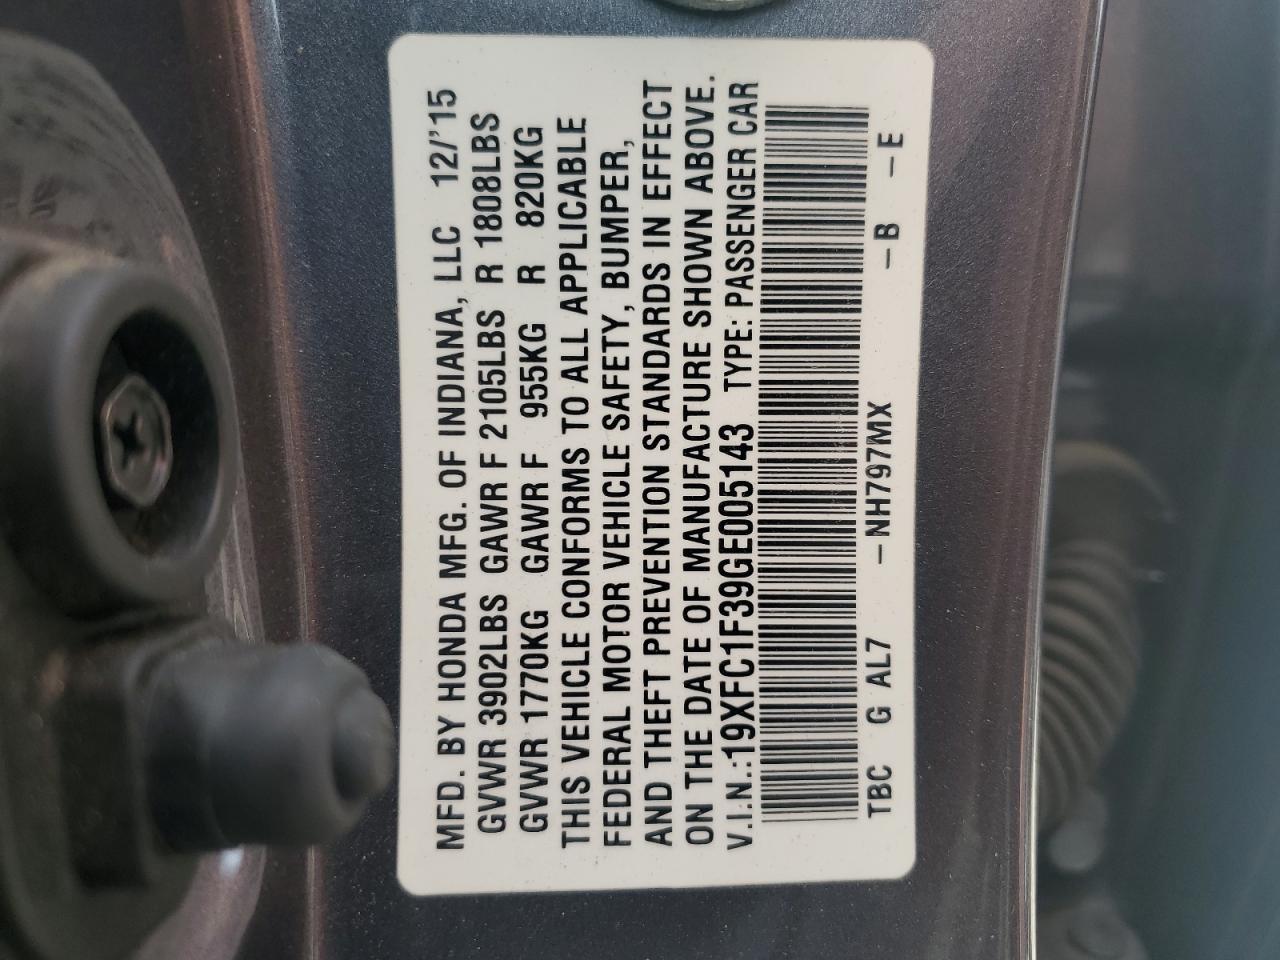 MFD. BY HONDA MFG. OF INDIANA, LLC 12/'15
GVWR 3902LBS GAWR F 2105LBS R 1808LBS
GVWR 1770KG GAWR F 955KG R 820KG
THIS VEHICLE CONFORMS TO ALL APPLICABLE
FEDERAL MOTOR VEHICLE SAFETY, BUMPER,
AND THEFT PREVENTION STANDARDS IN EFFECT
ON THE DATE OF MANUFACTURE SHOWN ABOVE.
V.I.N.:19XFC1F39GE005143 TYPE: PASSENGER CAR
TBC G AL7 –NH797MX –B –E